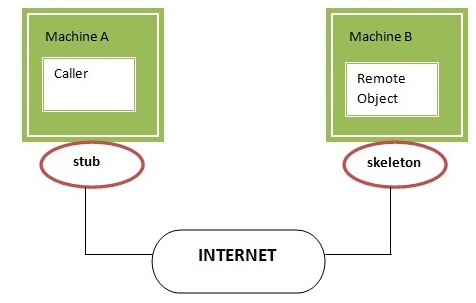 Machine A
Caller
stub
Machine B
Remote
Object
skeleton
INTERNET